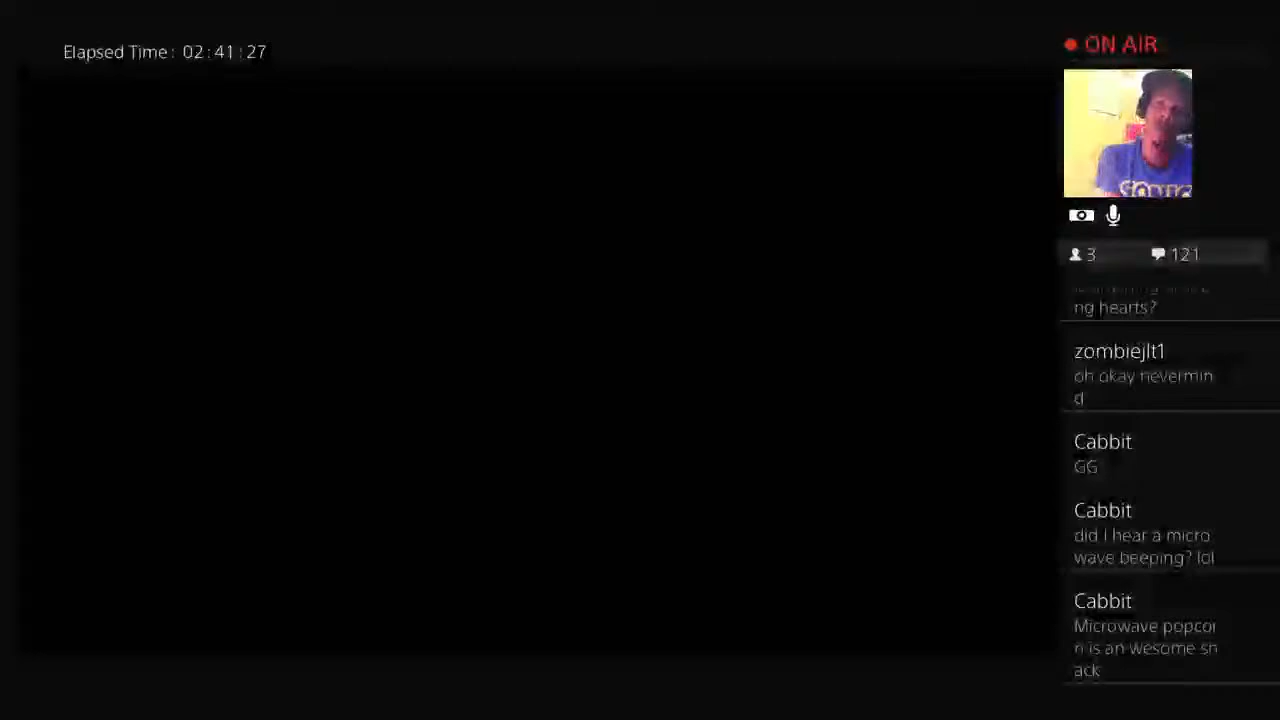 Elapsed Time: 02:41:27
ON AIR
SONIC
3 121
ng hearts?
zombiejlt1
oh okay nevermin
d
Cabbit
GG
Cabbit
did I hear a micro
wave beeping? lol
Cabbit
Microwave popcor
n is an wesome sn
ack